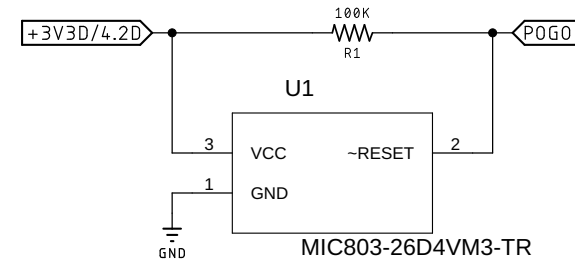 100K
+3V3D/4.2D
POGO
R1
U1
3
VCC
~RESET
2
1
GND
GND
MIC803-26D4VM3-TR